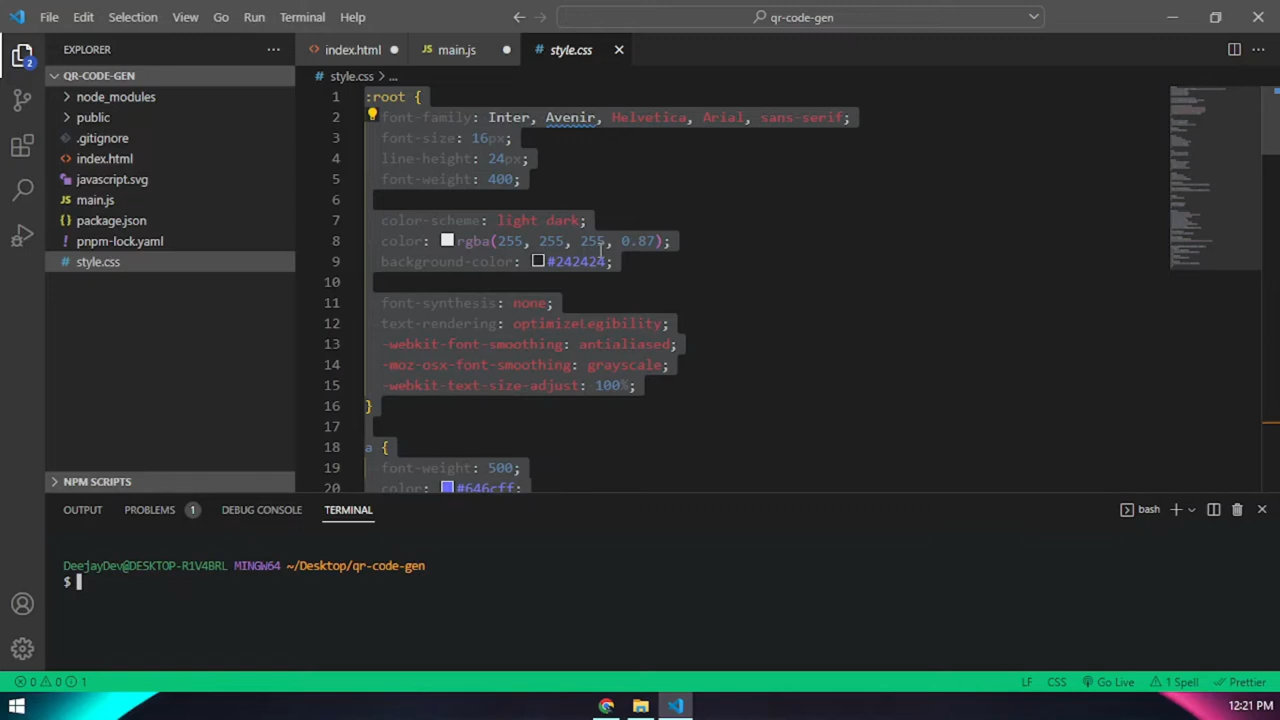 File Edit Selection View Go Run Terminal Help
qr-code-gen
EXPLORER
index.html
main.js
style.css
QR-CODE-GEN
style.css > ...
node_modules
public
.gitignore
index.html
javascript.svg
main.js
package.json
pnpm-lock.yaml
style.css
2
1 :root {
2 font-family: Inter, Avenir, Helvetica, Arial, sans-serif;
3 font-size: 16px;
4 line-height: 24px;
5 font-weight: 400;
6
7 color-scheme: light dark;
8 color: rgba(255, 255, 255, 0.87);
9 background-color: #242424;
10
11 font-synthesis: none;
12 text-rendering: optimizeLegibility;
13 -webkit-font-smoothing: antialiased;
14 -moz-osx-font-smoothing: grayscale;
15 -webkit-text-size-adjust: 100%;
16 }
17
18 a {
19 font-weight: 500;
20 color: #646cff;
NPM SCRIPTS
OUTPUT PROBLEMS 1 DEBUG CONSOLE TERMINAL
bash
DeejayDev@DESKTOP-R1V4BRL MINGW64 ~/Desktop/qr-code-gen
$
0 0 1
LF CSS Go Live 1 Spell Prettier
12:21 PM